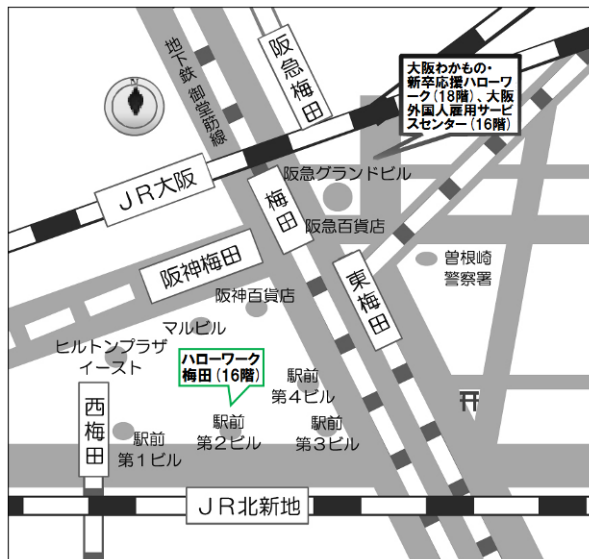 地下鉄 御堂筋線
阪急梅田
大阪わかもの・
新卒応援ハローワ
ーク(18階)、大阪
外国人雇用サービ
スセンター(16階)
N
JR大阪
阪急グランドビル
梅田
阪急百貨店
阪神梅田
東梅田
曽根崎
警察署
阪神百貨店
マルビル
ヒルトンプラザ
イースト
ハローワーク
梅田(16階)
駅前
第4ビル
西梅田
駅前
第1ビル
駅前
第2ビル
駅前
第3ビル
JR北新地